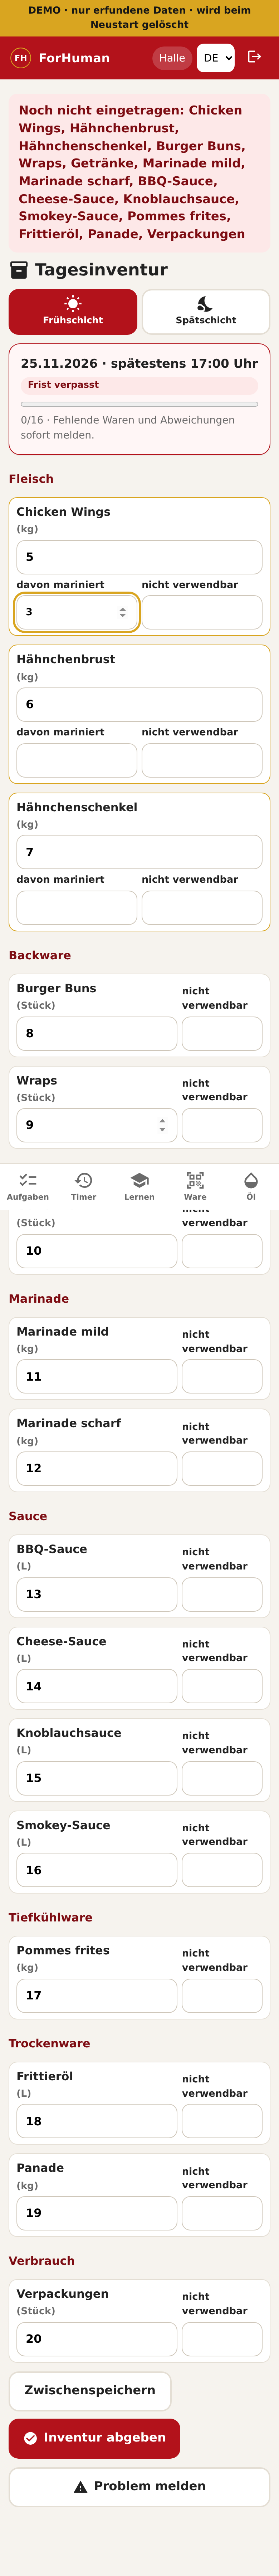 DEMO · nur erfundene Daten · wird beim
Neustart gelöscht
FH
ForHuman
Halle
DE
Noch nicht eingetragen: Chicken
Wings, Hähnchenbrust,
Hähnchenschenkel, Burger Buns,
Wraps, Getränke, Marinade mild,
Marinade scharf, BBQ-Sauce,
Cheese-Sauce, Knoblauchsauce,
Smokey-Sauce, Pommes frites,
Frittieröl, Panade, Verpackungen
Tagesinventur
Frühschicht
Spätschicht
25.11.2026 · spätestens 17:00 Uhr
Frist verpasst
0/16 · Fehlende Waren und Abweichungen
sofort melden.
Fleisch
Chicken Wings
(kg)
5
davon mariniert
nicht verwendbar
3
Hähnchenbrust
(kg)
6
davon mariniert
nicht verwendbar
Hähnchenschenkel
(kg)
7
davon mariniert
nicht verwendbar
Backware
Burger Buns
(Stück)
nicht
verwendbar
8
Wraps
(Stück)
nicht
verwendbar
9
Aufgaben
Timer
Lernen
Ware
Öl
(Stück)
verwendbar
10
Marinade
Marinade mild
(kg)
nicht
verwendbar
11
Marinade scharf
(kg)
nicht
verwendbar
12
Sauce
BBQ-Sauce
(L)
nicht
verwendbar
13
Cheese-Sauce
(L)
nicht
verwendbar
14
Knoblauchsauce
(L)
nicht
verwendbar
15
Smokey-Sauce
(L)
nicht
verwendbar
16
Tiefkühlware
Pommes frites
(kg)
nicht
verwendbar
17
Trockenware
Frittieröl
(L)
nicht
verwendbar
18
Panade
(kg)
nicht
verwendbar
19
Verbrauch
Verpackungen
(Stück)
nicht
verwendbar
20
Zwischenspeichern
Inventur abgeben
Problem melden